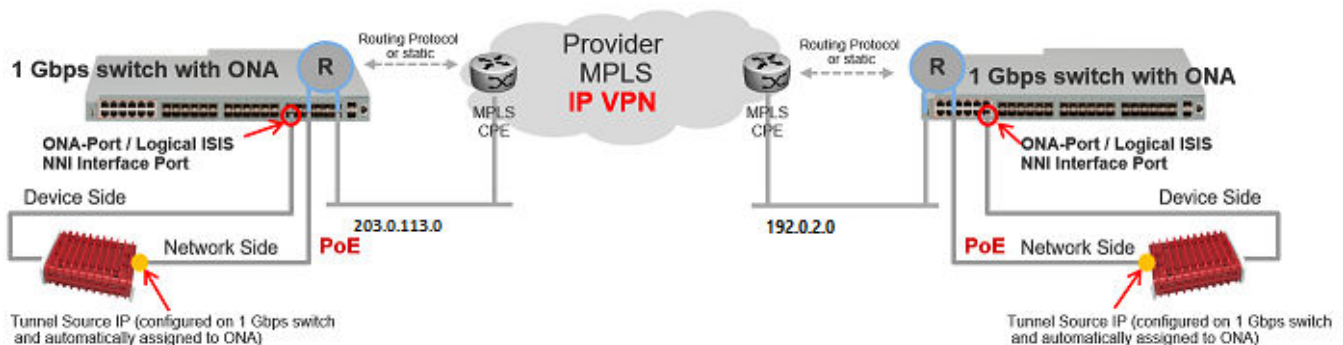 1 Gbps switch with ONA
R
Routing Protocol
or static
MPLS
CPE
Provider
MPLS
IP VPN
Routing Protocol
or static
MPLS
CPE
R
1 Gbps switch with ONA
ONA-Port / Logical ISIS
NNI Interface Port
ONA-Port / Logical ISIS
NNI Interface Port
Device Side
Device Side
203.0.113.0
192.0.2.0
Network Side
PoE
PoE
Network Side
Tunnel Source IP (configured on 1 Gbps switch
and automatically assigned to ONA)
Tunnel Source IP (configured on 1 Gbps switch
and automatically assigned to ONA)